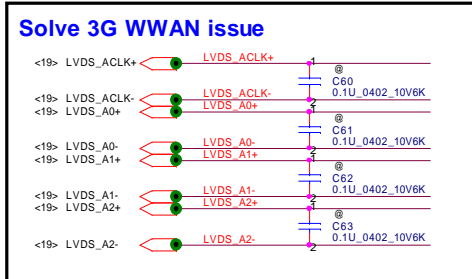 Solve 3G WWAN issue
<19> LVDS_ACLK+ LVDS_ACLK+ 1
@
C60
0.1U_0402_10V6K
<19> LVDS_ACLK- LVDS_ACLK- 2
<19> LVDS_A0+ LVDS_A0+ 1
@
C61
0.1U_0402_10V6K
<19> LVDS_A0- LVDS_A0- 2
<19> LVDS_A1+ LVDS_A1+ 1
@
C62
0.1U_0402_10V6K
<19> LVDS_A1- LVDS_A1- 2
<19> LVDS_A2+ LVDS_A2+ 1
@
C63
0.1U_0402_10V6K
<19> LVDS_A2- LVDS_A2- 2